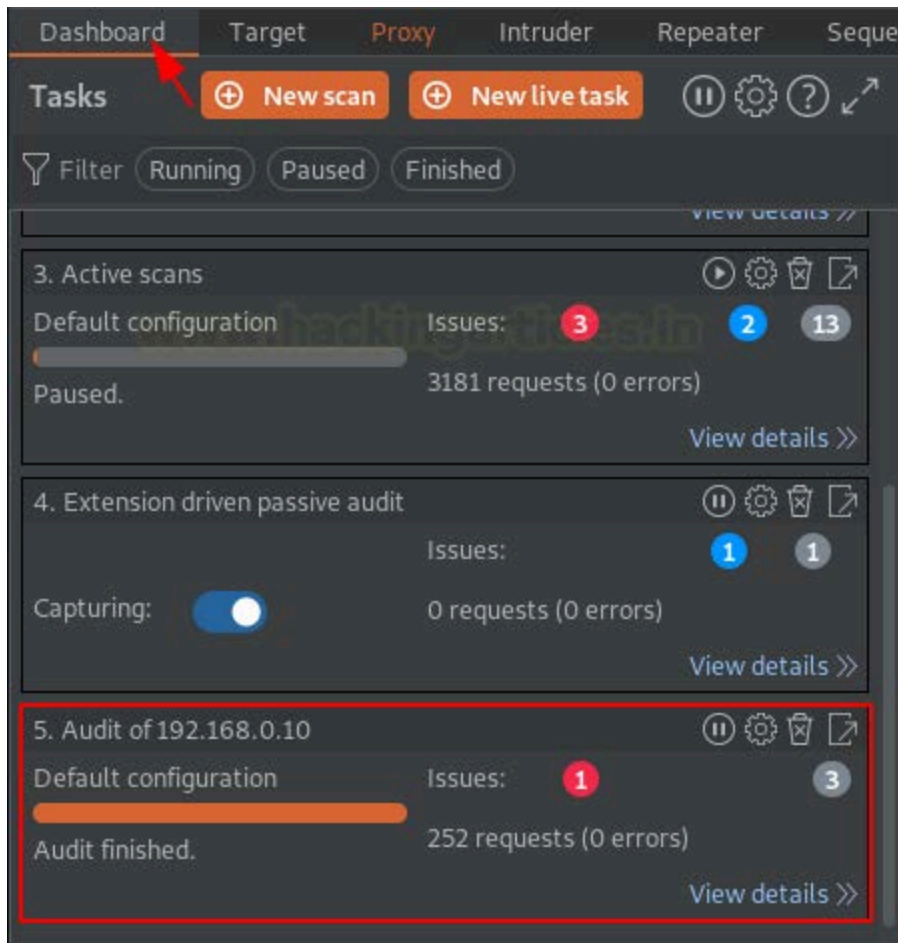 Dashboard Target Proxy Intruder Repeater Seque
Tasks New scan New live task
Filter Running Paused Finished
View details
3. Active scans
Default configuration Issues: 3 2 13
Paused. 3181 requests (0 errors)
View details
4. Extension driven passive audit
Issues: 1 1
Capturing: 0 requests (0 errors)
View details
5. Audit of 192.168.0.10
Default configuration Issues: 1 3
Audit finished. 252 requests (0 errors)
View details